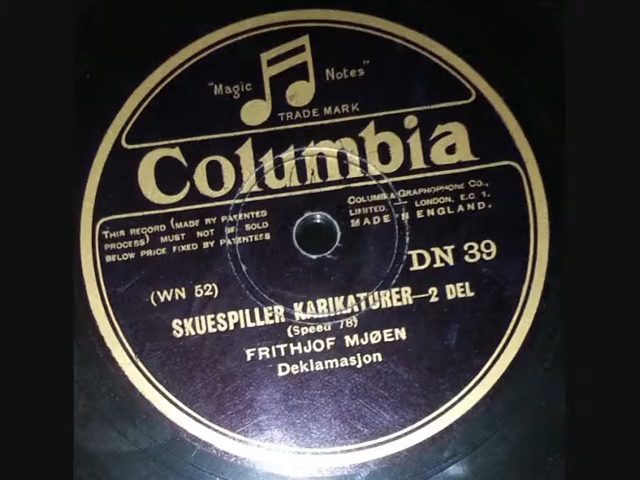 "Magic Notes"
TRADE MARK
Columbia
THIS RECORD (MADE BY PATENTED
PROCESS) MUST NOT BE SOLD
BELOW PRICE FIXED BY PATENTEES
COLUMBIA GRAPHOPHONE CO.,
LIMITED. LONDON, E.C.1.
MADE IN ENGLAND.
DN 39
(WN 52)
SKUESPILLER KARIKATURER—2 DEL
(Speed 78)
FRITHJOF MJØEN
Deklamasjon